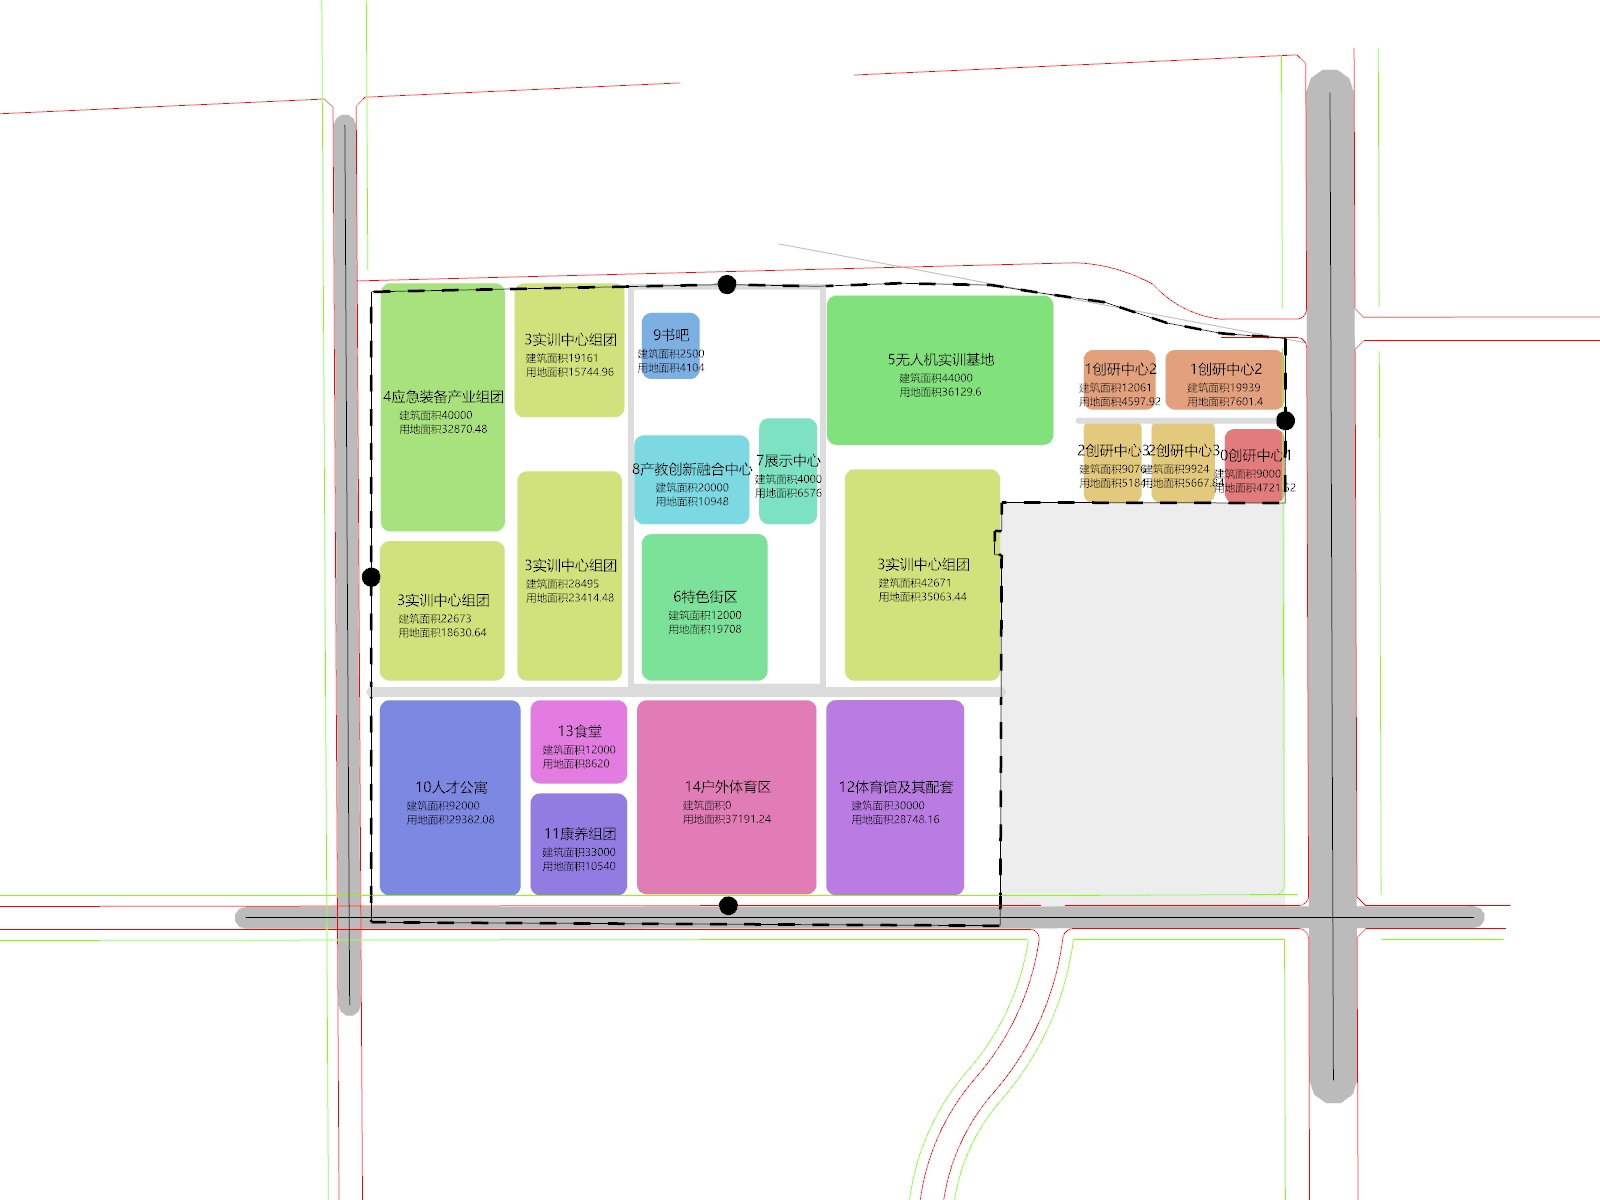 4应急装备产业组团
建筑面积40000
用地面积32870.48
3实训中心组团
建筑面积19161
用地面积15744.96
9书吧
建筑面积2500
用地面积4104
5无人机实训基地
建筑面积44000
用地面积36129.6
1创研中心2
建筑面积12061
用地面积4597.92
1创研中心2
建筑面积19939
用地面积7601.4
2创研中心3
建筑面积9076
用地面积5184
2创研中心3
建筑面积9924
用地面积5667.84
0创研中心1
建筑面积9000
用地面积4721.52
8产教创新融合中心
建筑面积20000
用地面积10948
7展示中心
建筑面积4000
用地面积6576
3实训中心组团
建筑面积22673
用地面积18630.64
3实训中心组团
建筑面积28495
用地面积23414.48
6特色街区
建筑面积12000
用地面积19708
3实训中心组团
建筑面积42671
用地面积35063.44
10人才公寓
建筑面积92000
用地面积29382.08
13食堂
建筑面积12000
用地面积8620
11康养组团
建筑面积33000
用地面积10540
14户外体育区
建筑面积0
用地面积37191.24
12体育馆及其配套
建筑面积30000
用地面积28748.16